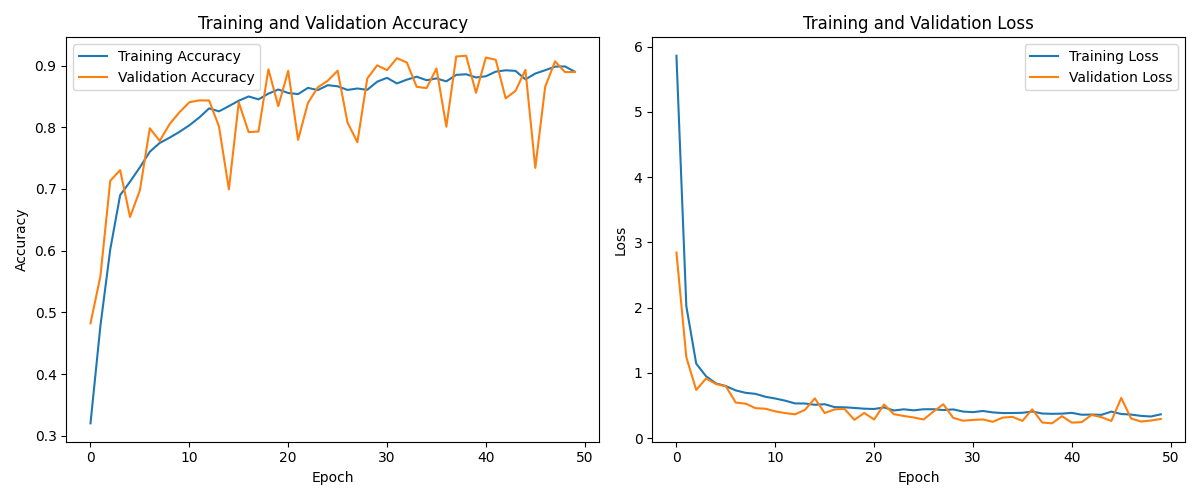 Training and Validation Accuracy
Training Accuracy
Validation Accuracy
0.9
0.8
0.7
0.6
0.5
0.4
0.3
Accuracy
0 10 20 30 40 50
Epoch
Training and Validation Loss
Training Loss
Validation Loss
6
5
4
3
2
1
0
Loss
0 10 20 30 40 50
Epoch